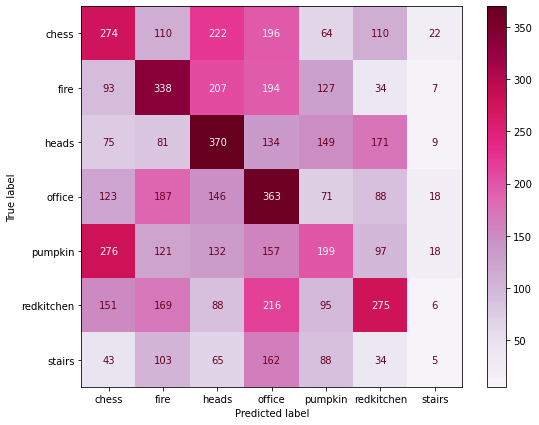 chess 274 110 222 196 64 110 22
fire 93 338 207 194 127 34 7
heads 75 81 370 134 149 171 9
office 123 187 146 363 71 88 18
pumpkin 276 121 132 157 199 97 18
redkitchen 151 169 88 216 95 275 6
stairs 43 103 65 162 88 34 5
chess fire heads office pumpkin redkitchen stairs
Predicted label
True label
350
300
250
200
150
100
50